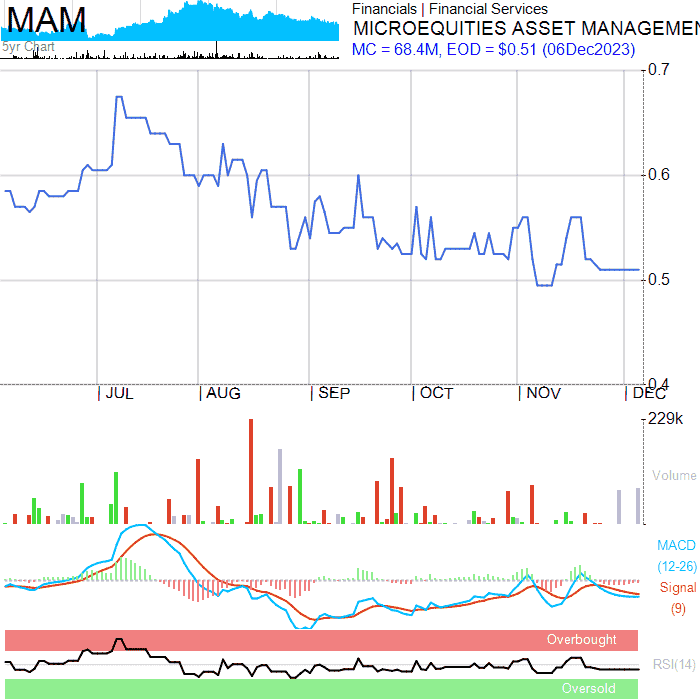 MAM
5yr Chart
Financials | Financial Services
MICROEQUITIES ASSET MANAGEMEN
MC = 68.4M, EOD = $0.51 (06Dec2023)
0.7
0.6
0.5
0.4
JUL
AUG
SEP
OCT
NOV
DEC
229k
Volume
MACD
(12-26)
Signal
(9)
Overbought
RSI(14)
Oversold